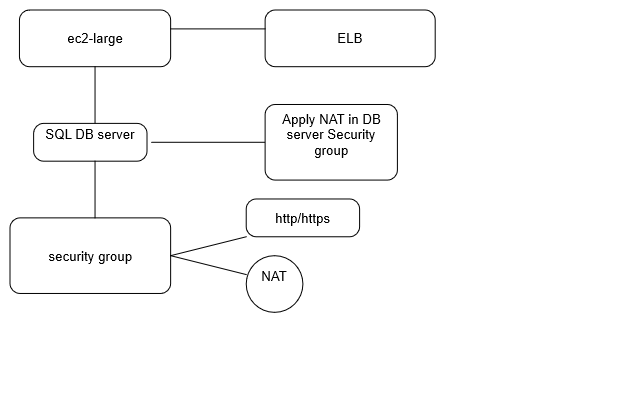 ec2-large
ELB
SQL DB server
Apply NAT in DB
server Security
group
http/https
security group
NAT